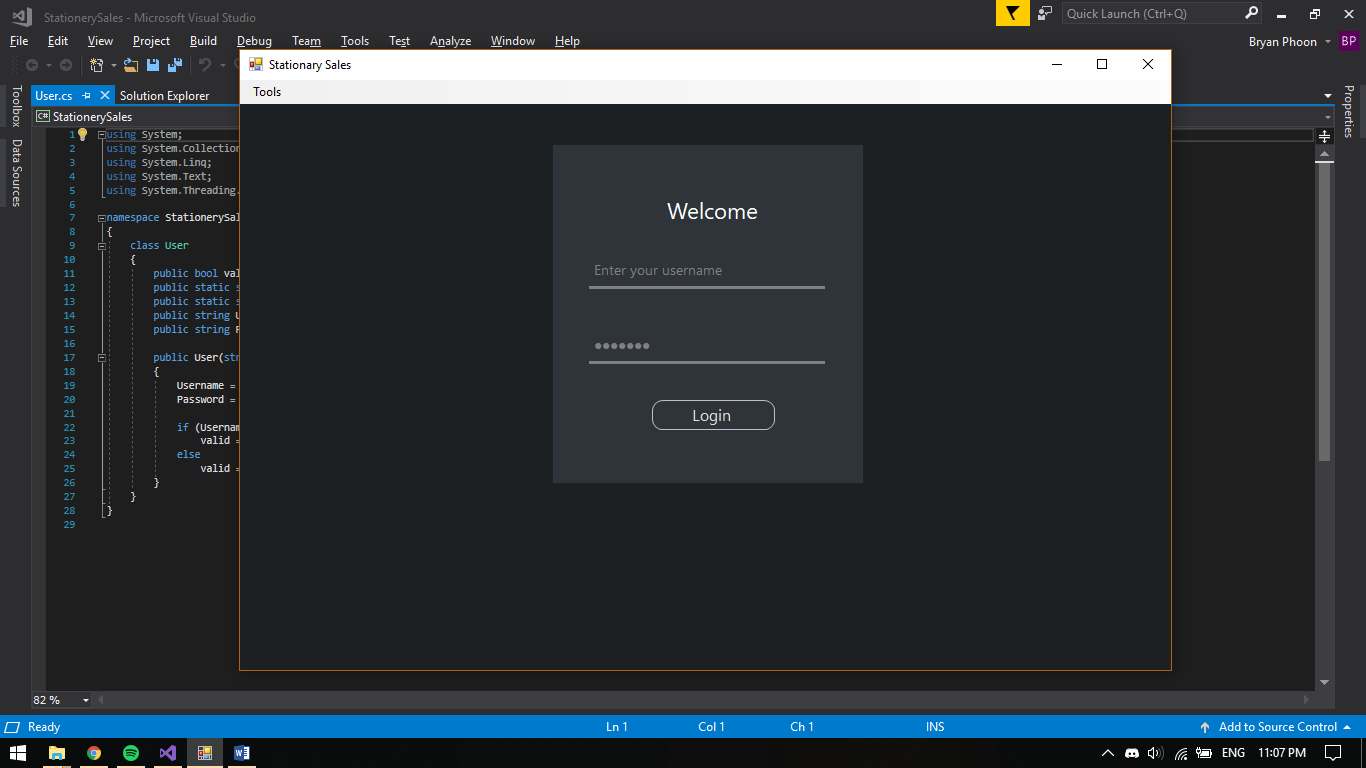 StationerySales - Microsoft Visual Studio
Quick Launch (Ctrl+Q)
File Edit View Project Build Debug Team Tools Test Analyze Window Help
Bryan Phoon BP
Stationary Sales
Tools
User.cs
Solution Explorer
Toolbox
Data Sources
Properties
C# StationerySales
1 using System;
2 using System.Collection
3 using System.Linq;
4 using System.Text;
5 using System.Threading.
6
7 namespace StationerySal
8 {
9 class User
10 {
11 public bool val
12 public static s
13 public static s
14 public string U
15 public string P
16
17 public User(str
18 {
19 Username =
20 Password =
21
22 if (Usernam
23 valid =
24 else
25 valid =
26 }
27 }
28 }
29
Welcome
Enter your username
●●●●●●●
Login
82 %
Ready
Ln 1 Col 1 Ch 1 INS
Add to Source Control
ENG 11:07 PM